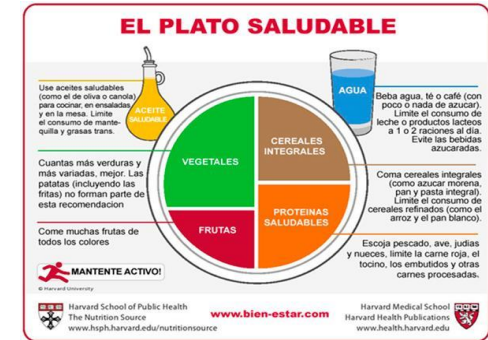 EL PLATO SALUDABLE
Use aceites saludables
(como el de oliva o canola)
para cocinar, en ensaladas
y en la mesa. Limite
el consumo de mante-
quilla y grasas trans.
ACEITE
SALUDABLE
AGUA
Beba agua, té o café (con
poco o nada de azucar).
Limite el consumo de
leche o productos lacteos
a 1 o 2 raciones al día.
Evite las bebidas
azucaradas.
VEGETALES
CEREALES
INTEGRALES
Cuantas más verduras y
más variadas, mejor. Las
patatas (incluyendo las
fritas) no forman parte de
esta recomendacion
Coma cereales integrales
(como azucar morena,
pan y pasta integral).
Limite el consumo de
cereales refinados (como el
arroz y el pan blanco).
FRUTAS
PROTEINAS
SALUDABLES
Come muchas frutas de
todos los colores
Escoja pescado, ave, judias
y nueces, limite la carne roja, el
tocino, los embutidos y otras
carnes procesadas.
MANTENTE ACTIVO!
© Harvard University
Harvard School of Public Health
The Nutrition Source
www.hsph.harvard.edu/nutritionsource
www.bien-estar.com
Harvard Medical School
Harvard Health Publications
www.health.harvard.edu